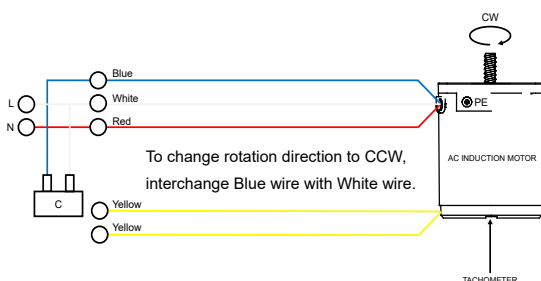 CW
Blue
L
White
PE
N
Red
To change rotation direction to CCW,
interchange Blue wire with White wire.
AC INDUCTION MOTOR
C
Yellow
Yellow
TACHOMETER